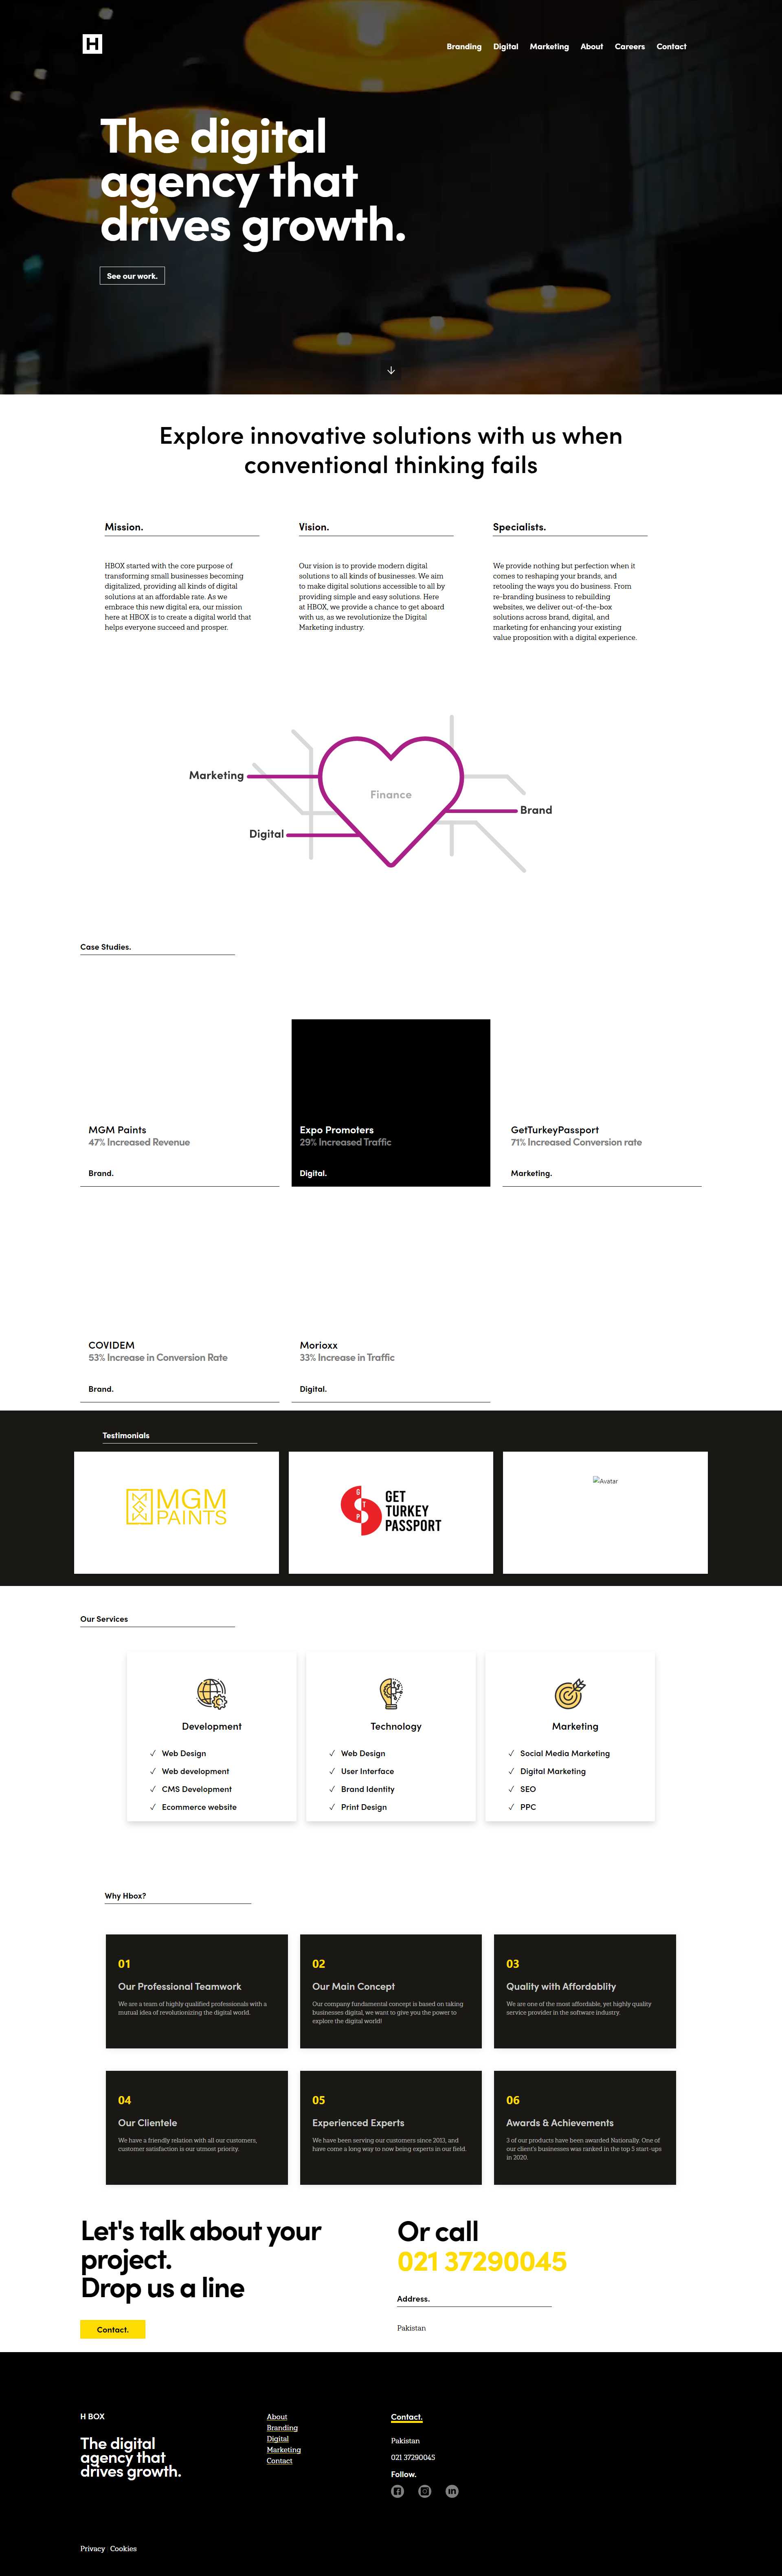 H
Branding Digital Marketing About Careers Contact
The digital
agency that
drives growth.
See our work.
Explore innovative solutions with us when
conventional thinking fails
Mission.
HBOX started with the core purpose of
transforming small businesses becoming
digitalized, providing all kinds of digital
solutions at an affordable rate. As we
embrace this new digital era, our mission
here at HBOX is to create a digital world that
helps everyone succeed and prosper.
Vision.
Our vision is to provide modern digital
solutions to all kinds of businesses. We aim
to make digital solutions accessible to all by
providing simple and easy solutions. Here
at HBOX, we provide a chance to get aboard
with us, as we revolutionize the Digital
Marketing industry.
Specialists.
We provide nothing but perfection when it
comes to reshaping your brands, and
retooling the ways you do business. From
re-branding business to rebuilding
websites, we deliver out-of-the-box
solutions across brand, digital, and
marketing for enhancing your existing
value proposition with a digital experience.
Marketing
Finance
Brand
Digital
Case Studies.
MGM Paints
47% Increased Revenue
Brand.
Expo Promoters
29% Increased Traffic
Digital.
GetTurkeyPassport
71% Increased Conversion rate
Marketing.
COVIDEM
53% Increase in Conversion Rate
Brand.
Morioxx
33% Increase in Traffic
Digital.
Testimonials
MGM
PAINTS
G
T
P
GET
TURKEY
PASSPORT
Avatar
Our Services
Development
✓ Web Design
✓ Web development
✓ CMS Development
✓ Ecommerce website
Technology
✓ Web Design
✓ User Interface
✓ Brand Identity
✓ Print Design
Marketing
✓ Social Media Marketing
✓ Digital Marketing
✓ SEO
✓ PPC
Why Hbox?
01
Our Professional Teamwork
We are a team of highly qualified professionals with a
mutual idea of revolutionizing the digital world.
02
Our Main Concept
Our company fundamental concept is based on taking
businesses digital, we want to give you the power to
explore the digital world!
03
Quality with Affordablity
We are one of the most affordable, yet highly quality
service provider in the software industry.
04
Our Clientele
We have a friendly relation with all our customers,
customer satisfaction is our utmost priority.
05
Experienced Experts
We have been serving our customers since 2013, and
have come a long way to now being experts in our field.
06
Awards & Achievements
3 of our products have been awarded Nationally. One of
our client's businesses was ranked in the top 5 start-ups
in 2020.
Let's talk about your
project.
Drop us a line
Contact.
Or call
021 37290045
Address.
Pakistan
H BOX
The digital
agency that
drives growth.
About
Branding
Digital
Marketing
Contact
Contact.
Pakistan
021 37290045
Follow.
Privacy Cookies